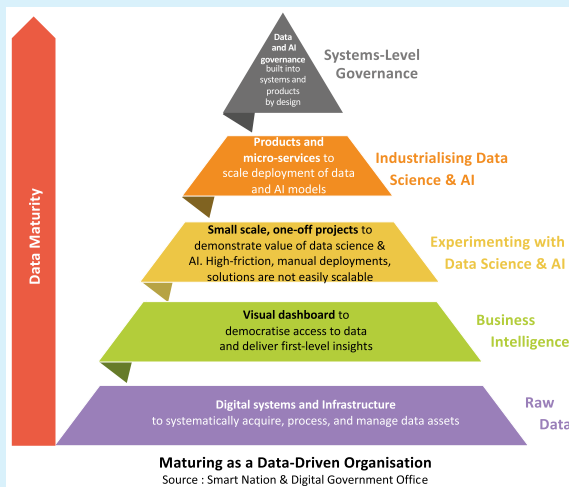 Data Maturity
Data
and AI
governance
built into
systems and
products
by design
Systems-Level
Governance
Products and
micro-services to
scale deployment of data
and AI models
Industrialising Data
Science & AI
Small scale, one-off projects to
demonstrate value of data science &
AI. High-friction, manual deployments,
solutions are not easily scalable
Experimenting with
Data Science & AI
Visual dashboard to
democratise access to data
and deliver first-level insights
Business
Intelligence
Digital systems and Infrastructure
to systematically acquire, process, and manage data assets
Raw
Data
Maturing as a Data-Driven Organisation
Source : Smart Nation & Digital Government Office